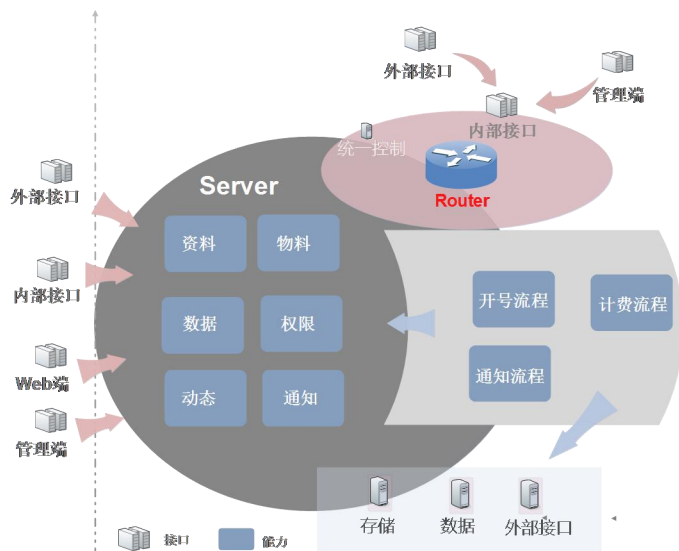 外部接口
管理端
内部接口
统一控制
Router
Server
外部接口
内部接口
Web端
管理端
资料
物料
数据
权限
动态
通知
开号流程
计费流程
通知流程
存储
数据
外部接口
接口
能力